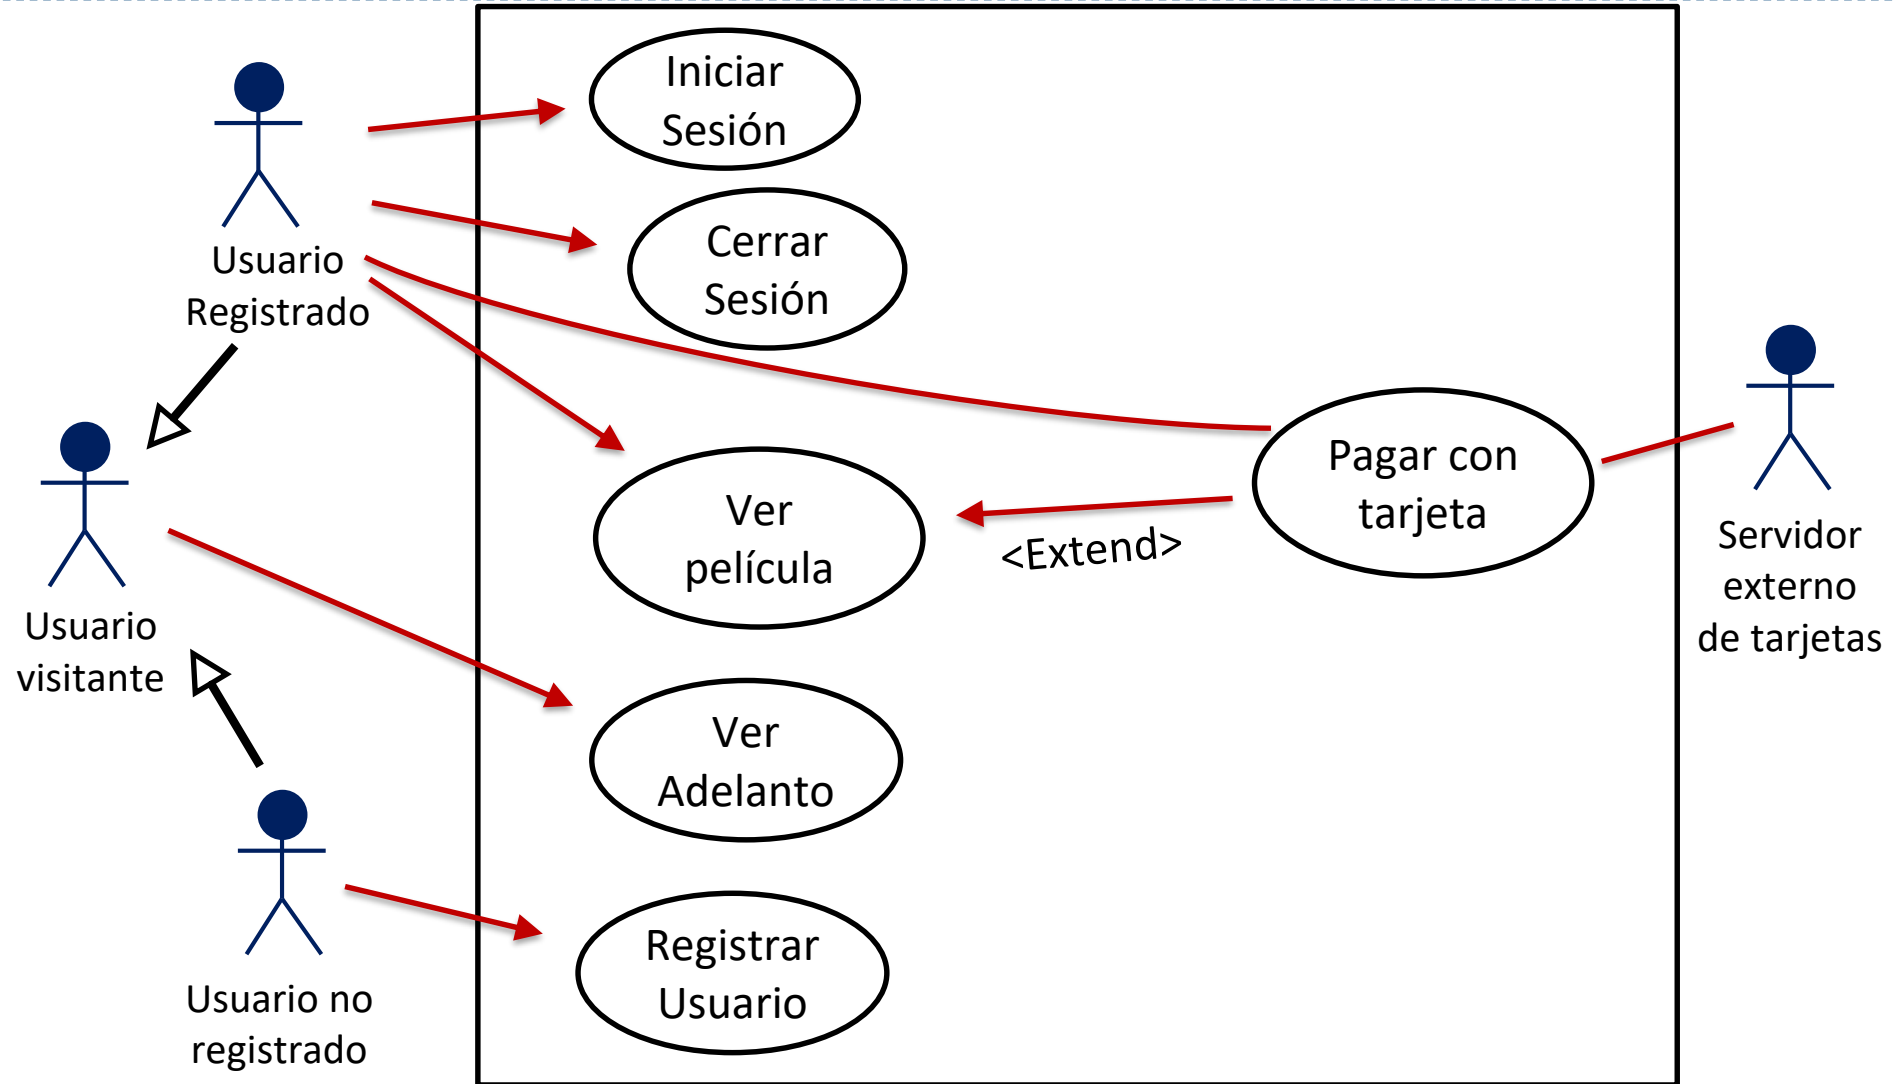 Iniciar
Sesión
Usuario
Registrado
Cerrar
Sesión
Pagar con
tarjeta
Ver
película
<Extend>
Servidor
externo
de tarjetas
Usuario
visitante
Ver
Adelanto
Registrar
Usuario
Usuario no
registrado